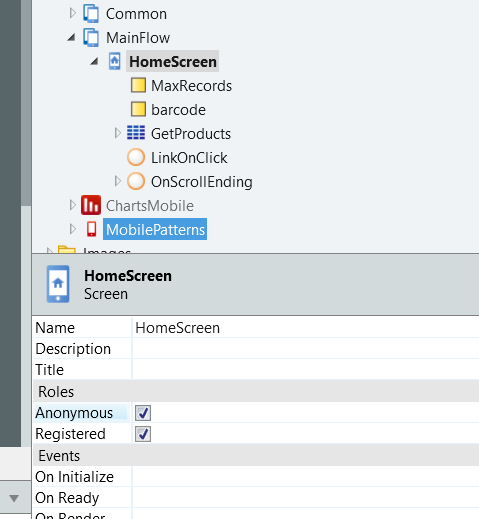 Common
MainFlow
HomeScreen
MaxRecords
barcode
GetProducts
LinkOnClick
OnScrollEnding
ChartsMobile
MobilePatterns
Images
HomeScreen
Screen
Name HomeScreen
Description
Title
Roles
Anonymous
Registered
Events
On Initialize
On Ready
On Render